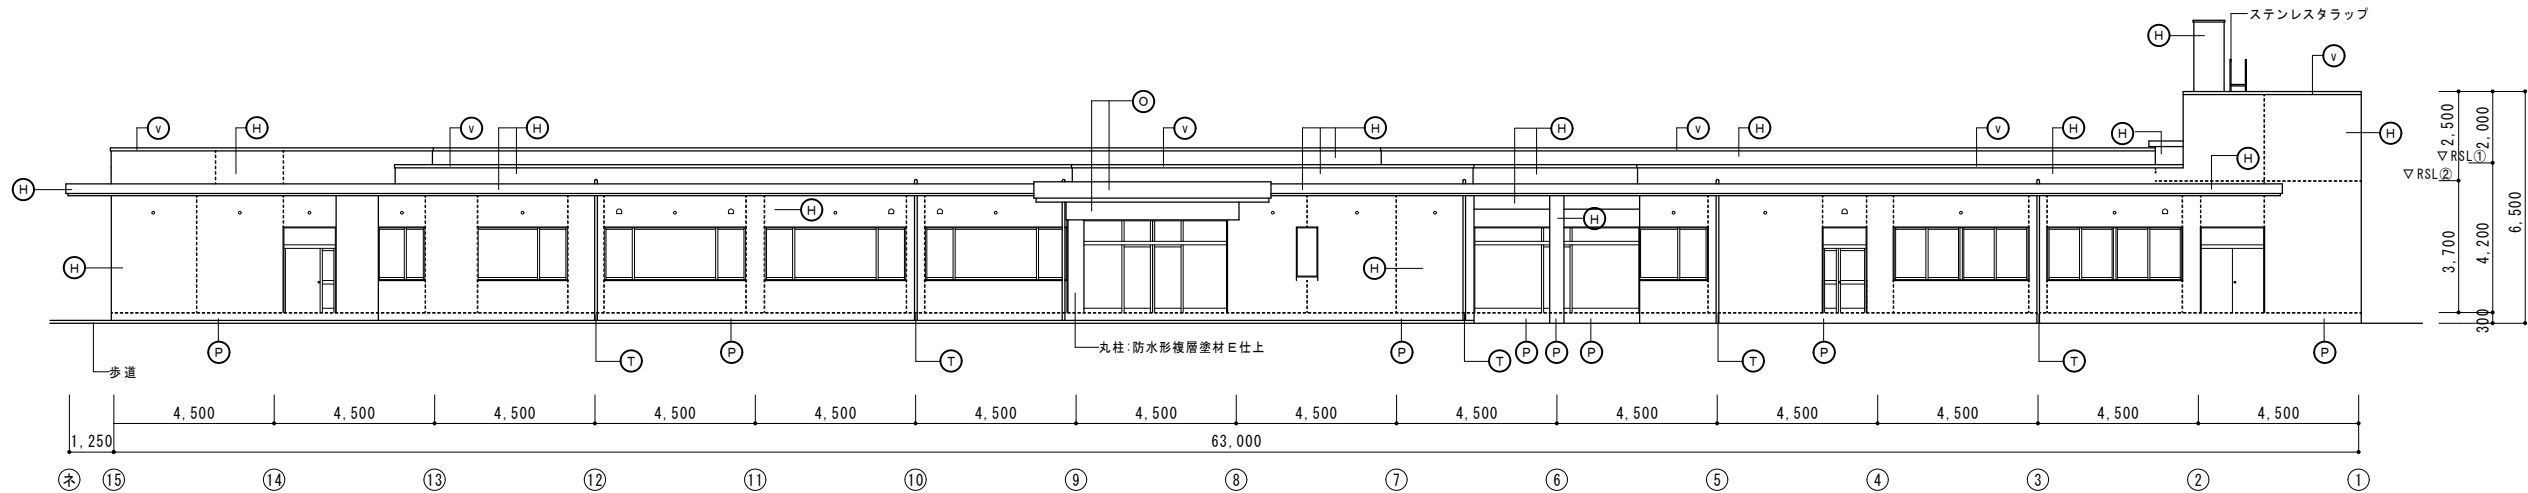 ステンレスタラップ
H
V
O
V H V H V H H V H V H H H
2,500
2,000
▽RSL①
▽RSL②
H
H
H
H
H
H
H
3,700
4,200
6,500
300
P P P P P P P P
丸柱:防水形複層塗材E仕上
T T T T T
歩道
4,500 4,500 4,500 4,500 4,500 4,500 4,500 4,500 4,500 4,500 4,500 4,500 4,500 4,500
1,250 63,000
ネ 15 14 13 12 11 10 9 8 7 6 5 4 3 2 1